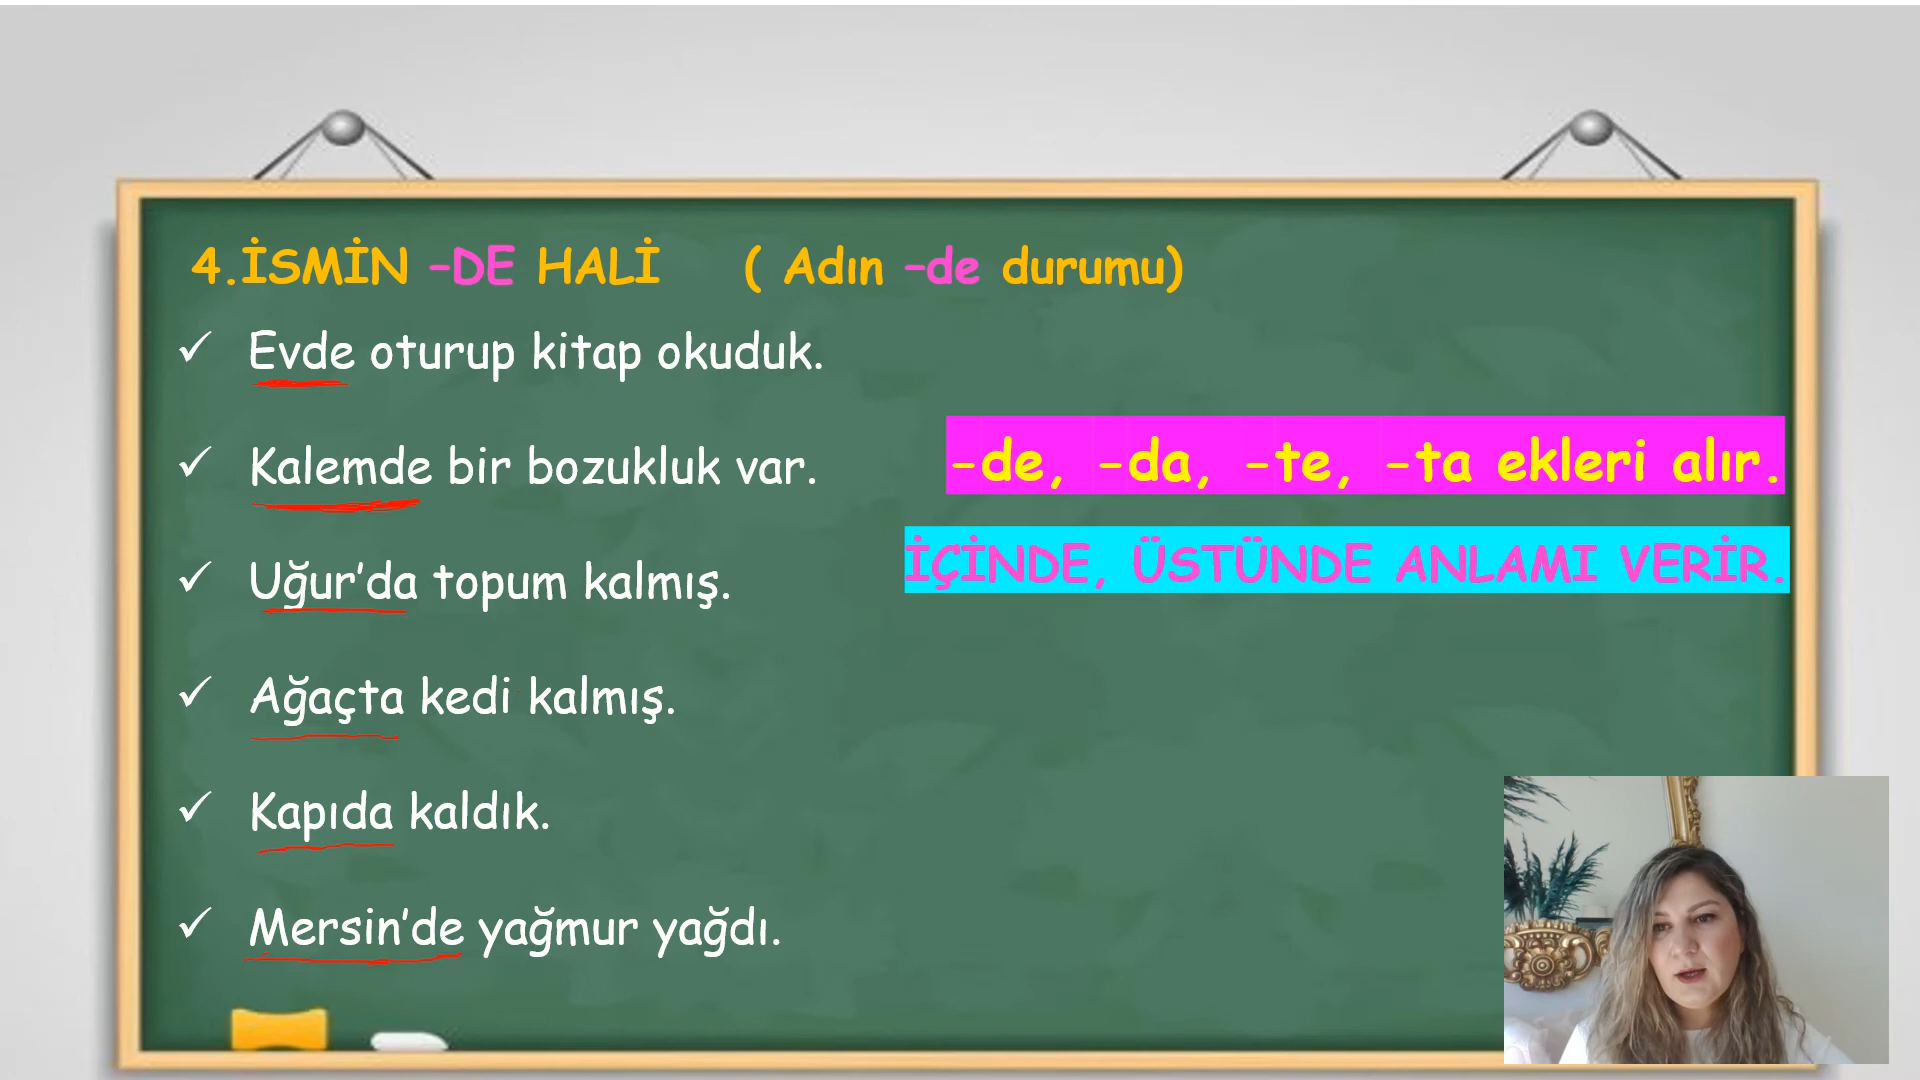 4.İSMİN –DE HALİ ( Adın –de durumu)
✓ Evde oturup kitap okuduk.
✓ Kalemde bir bozukluk var.
-de, -da, -te, -ta ekleri alır.
İÇİNDE, ÜSTÜNDE ANLAMI VERİR.
✓ Uğur’da topum kalmış.
✓ Ağaçta kedi kalmış.
✓ Kapıda kaldık.
✓ Mersin’de yağmur yağdı.